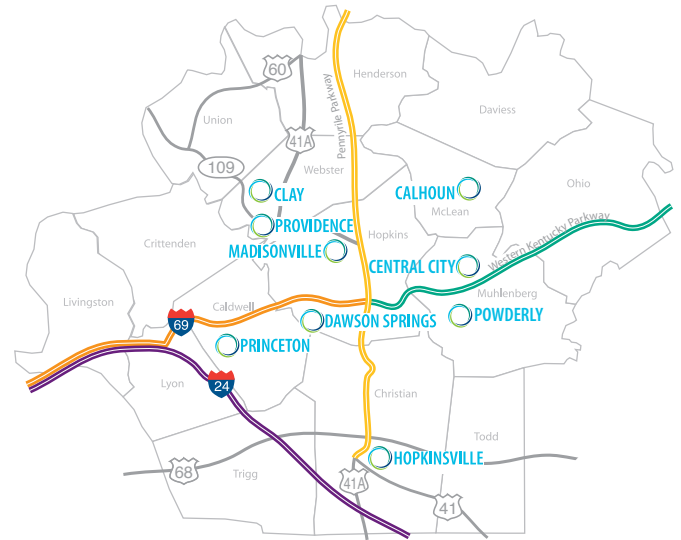 60
Henderson
Pennyrile Parkway
Daviess
Union
41A
109
Webster
Ohio
CLAY
CALHOUN
McLean
PROVIDENCE
Hopkins
Crittenden
MADISONVILLE
Western Kentucky Parkway
CENTRAL CITY
Livingston
Caldwell
Muhlenberg
69
DAWSON SPRINGS
POWDERLY
PRINCETON
Lyon
24
Christian
Todd
HOPKINSVILLE
68
Trigg
41A
41